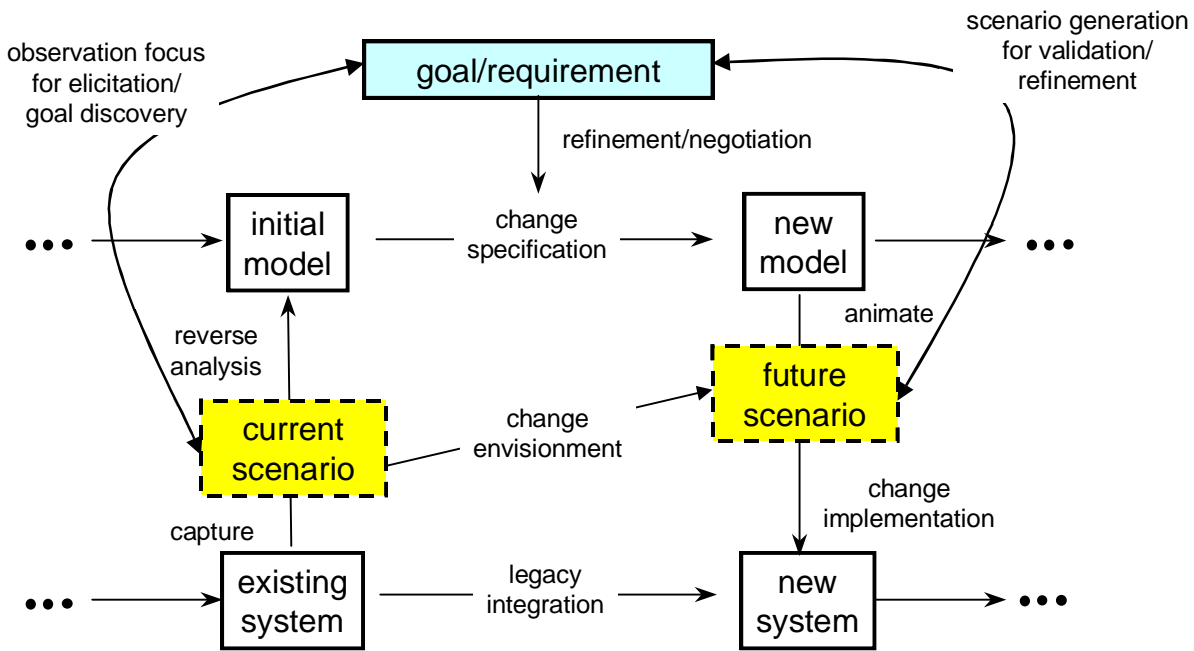 observation focus
for elicitation/
goal discovery
goal/requirement
scenario generation
for validation/
refinement
refinement/negotiation
•••
initial
model
change
specification
new
model
•••
reverse
analysis
animate
current
scenario
change
envisionment
future
scenario
capture
change
implementation
•••
existing
system
legacy
integration
new
system
•••